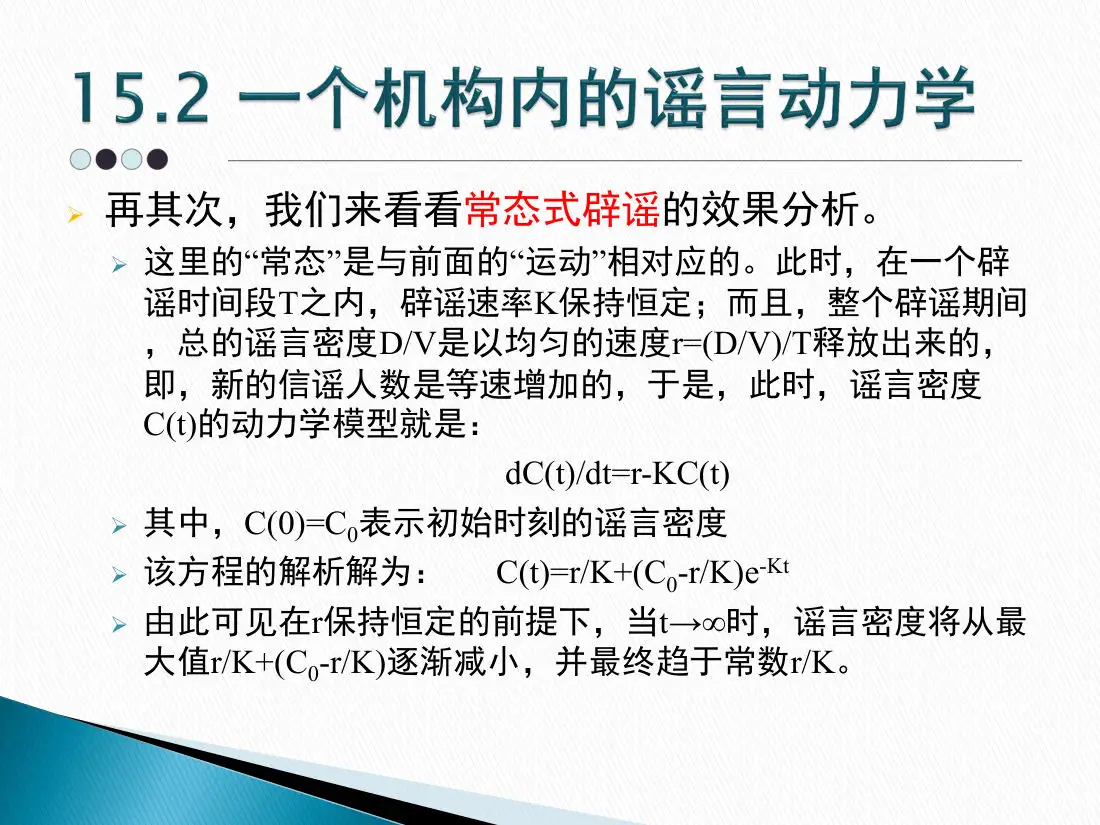 15.2 一个机构内的谣言动力学
再其次，我们来看看常态式辟谣的效果分析。
这里的“常态”是与前面的“运动”相对应的。此时，在一个辟
谣时间段T之内，辟谣速率K保持恒定；而且，整个辟谣期间
，总的谣言密度D/V是以均匀的速度r=(D/V)/T释放出来的，
即，新的信谣人数是等速增加的，于是，此时，谣言密度
C(t)的动力学模型就是：
dC(t)/dt=r-KC(t)
其中，C(0)=C₀表示初始时刻的谣言密度
该方程的解析解为： C(t)=r/K+(C₀-r/K)e⁻ᴷᵗ
由此可见在r保持恒定的前提下，当t→∞时，谣言密度将从最
大值r/K+(C₀-r/K)逐渐减小，并最终趋于常数r/K。